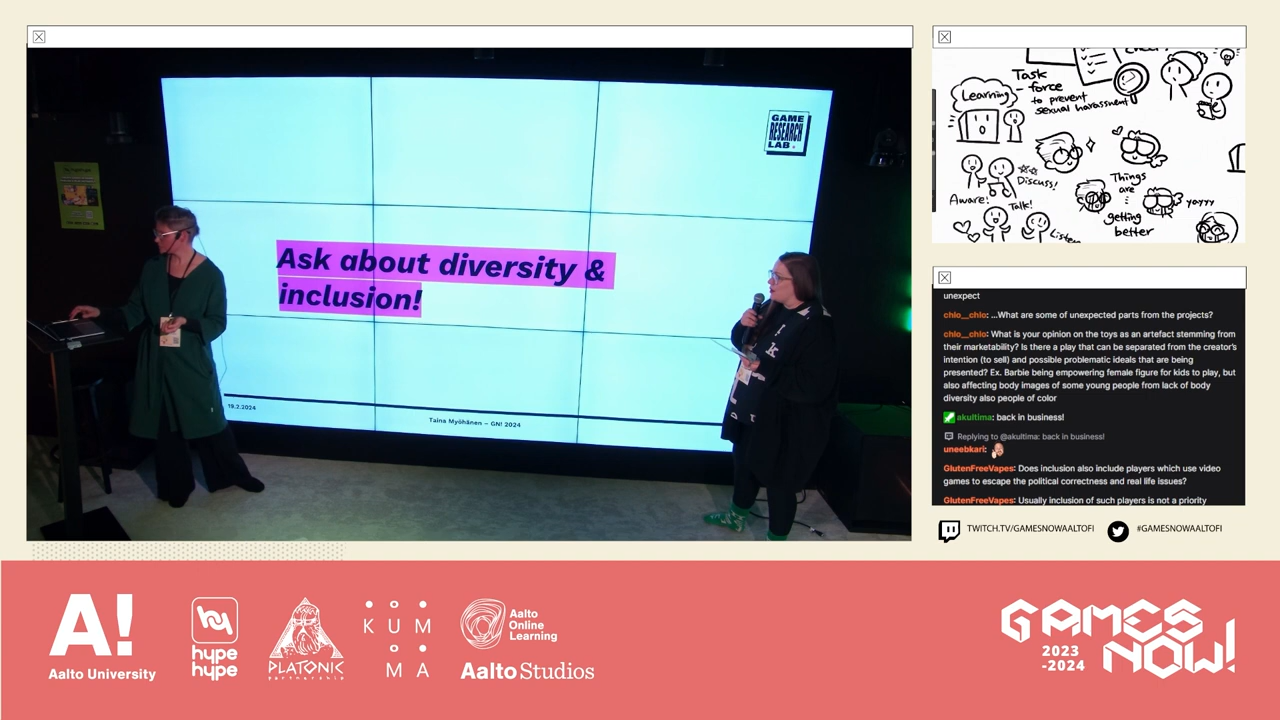 GAME
RESEARCH
LAB
Ask about diversity &
inclusion!
19.2.2024
Taina Myöhänen – GN! 2024
Learning
Task
- force
to prevent
sexual harassment
Discuss!
Aware!
Talk!
Things
are
...
getting
better
yayyy
Listen
unexpect
chlo__chlo: ...What are some of unexpected parts from the projects?
chlo__chlo: What is your opinion on the toys as an artefact stemming from
their marketability? Is there a play that can be separated from the creator's
intention (to sell) and possible problematic ideals that are being
presented? Ex. Barbie being empowering female figure for kids to play, but
also affecting body images of some young people from lack of body
diversity also people of color
akultima: back in business!
Replying to @akultima: back in business!
uneebkari:
GlutenFreeVapes: Does inclusion also include players which use video
games to escape the political correctness and real life issues?
GlutenFreeVapes: Usually inclusion of such players is not a priority
TWITCH.TV/GAMESNOWAALTOFI
#GAMESNOWAALTOFI
A!
Aalto University
hype
hype
PLATONIC
partnership
KUM
MA
Aalto
Online
Learning
Aalto Studios
GAMES
NOW!
2023
-2024